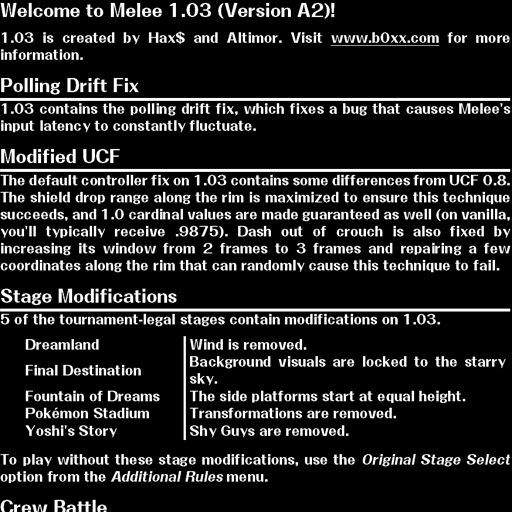 Welcome to Melee 1.03 (Version A2)!
1.03 is created by Hax$ and Altimor. Visit www.b0xx.com for more
information.
Polling Drift Fix
1.03 contains the polling drift fix, which fixes a bug that causes Melee's
input latency to constantly fluctuate.
Modified UCF
The default controller fix on 1.03 contains some differences from UCF 0.8.
The shield drop range along the rim is maximized to ensure this technique
succeeds, and 1.0 cardinal values are made guaranteed as well (on vanilla,
you'll typically receive .9875). Dash out of crouch is also fixed by
increasing its window from 2 frames to 3 frames and repairing a few
coordinates along the rim that can randomly cause this technique to fail.
Stage Modifications
5 of the tournament-legal stages contain modifications on 1.03.
Dreamland Wind is removed.
Final Destination Background visuals are locked to the starry
sky.
Fountain of Dreams The side platforms start at equal height.
Pokémon Stadium Transformations are removed.
Yoshi's Story Shy Guys are removed.
To play without these stage modifications, use the Original Stage Select
option from the Additional Rules menu.
Crew Battle